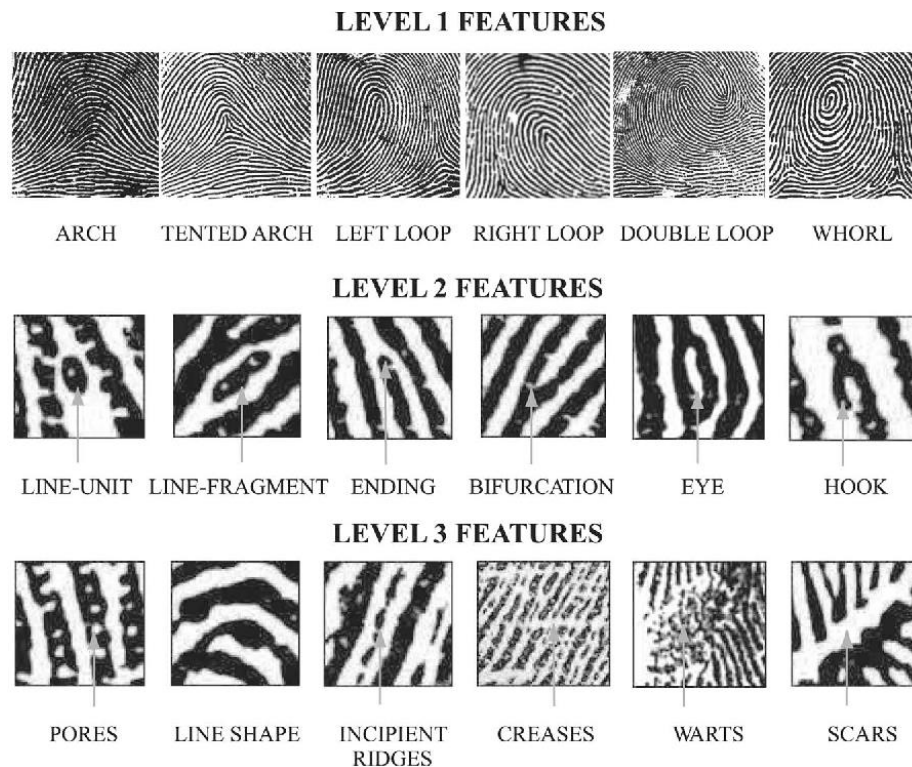 LEVEL 1 FEATURES
ARCH TENTED ARCH LEFT LOOP RIGHT LOOP DOUBLE LOOP WHORL
LEVEL 2 FEATURES
LINE-UNIT LINE-FRAGMENT ENDING BIFURCATION EYE HOOK
LEVEL 3 FEATURES
PORES LINE SHAPE INCIPIENT RIDGES CREASES WARTS SCARS